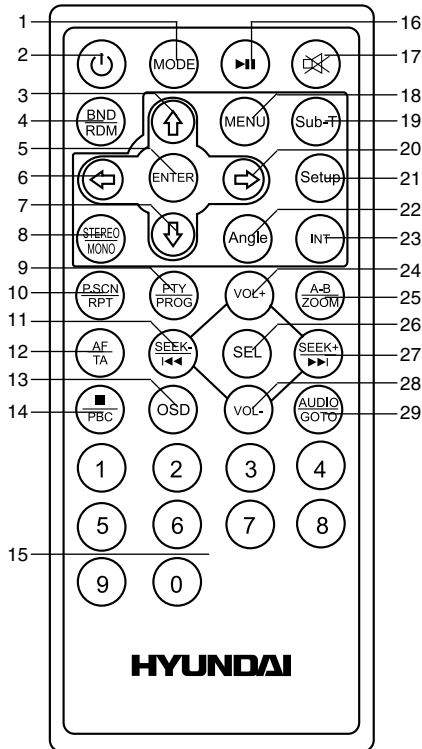 1 16
2 MODE 17
3 18
4 BND MENU Sub-T 19
RDM
5 20
6 ENTER Setup 21
7 22
8 STEREO Angle INT 23
MONO
9 24
10 P.SCN PTY VOL+ A-B 25
RPT PROG ZOOM
11 26
12 AF SEEK- SEL SEEK+ 27
TA
13 28
14 PBC OSD VOL- AUDIO 29
GOTO
1 2 3 4
5 6 7 8
15
9 0
HYUNDAI